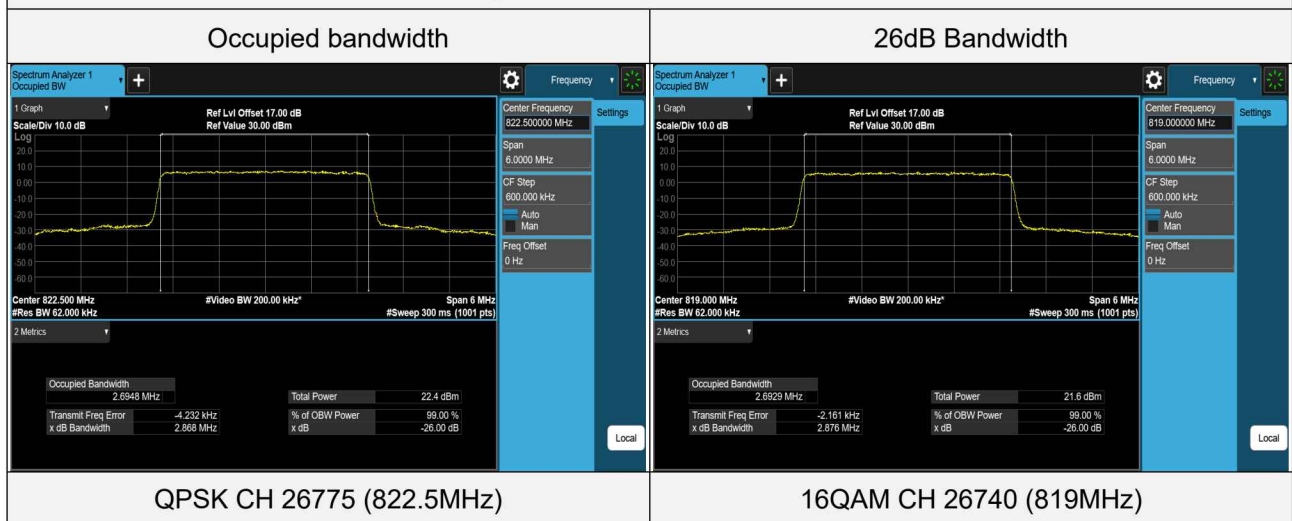 Occupied bandwidth
26dB Bandwidth
Spectrum Analyzer 1
Occupied BW
+
Frequency
1 Graph
Scale/Div 10.0 dB
Ref Lvl Offset 17.00 dB
Ref Value 30.00 dBm
Log
20.0
10.0
0.00
-10.0
-20.0
-30.0
-40.0
-50.0
-60.0
Center 822.500 MHz
#Res BW 62.000 kHz
#Video BW 200.00 kHz*
Span 6 MHz
#Sweep 300 ms (1001 pts)
Center Frequency
822.500000 MHz
Span
6.0000 MHz
CF Step
600.000 kHz
Auto
Man
Freq Offset
0 Hz
Settings
Local
2 Metrics
Occupied Bandwidth
2.6948 MHz
Transmit Freq Error -4.232 kHz
x dB Bandwidth 2.868 MHz
Total Power 22.4 dBm
% of OBW Power 99.00 %
x dB -26.00 dB
Spectrum Analyzer 1
Occupied BW
+
Frequency
1 Graph
Scale/Div 10.0 dB
Ref Lvl Offset 17.00 dB
Ref Value 30.00 dBm
Log
20.0
10.0
0.00
-10.0
-20.0
-30.0
-40.0
-50.0
-60.0
Center 819.000 MHz
#Res BW 62.000 kHz
#Video BW 200.00 kHz*
Span 6 MHz
#Sweep 300 ms (1001 pts)
Center Frequency
819.000000 MHz
Span
6.0000 MHz
CF Step
600.000 kHz
Auto
Man
Freq Offset
0 Hz
Settings
Local
2 Metrics
Occupied Bandwidth
2.6929 MHz
Transmit Freq Error -2.161 kHz
x dB Bandwidth 2.876 MHz
Total Power 21.6 dBm
% of OBW Power 99.00 %
x dB -26.00 dB
QPSK CH 26775 (822.5MHz)
16QAM CH 26740 (819MHz)